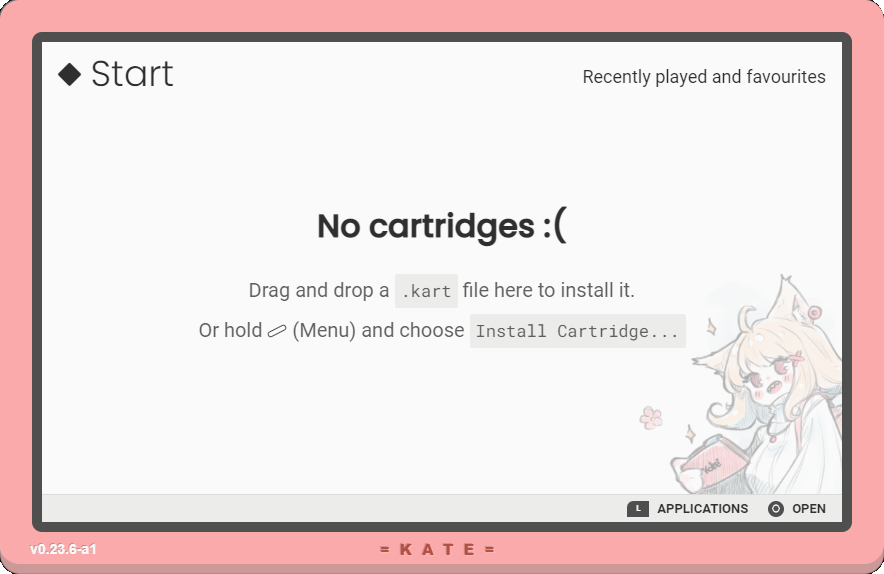 Start
Recently played and favourites
No cartridges :(
Drag and drop a .kart file here to install it.
Or hold (Menu) and choose Install Cartridge...
L APPLICATIONS O OPEN
v0.23.6-a1
= K A T E =